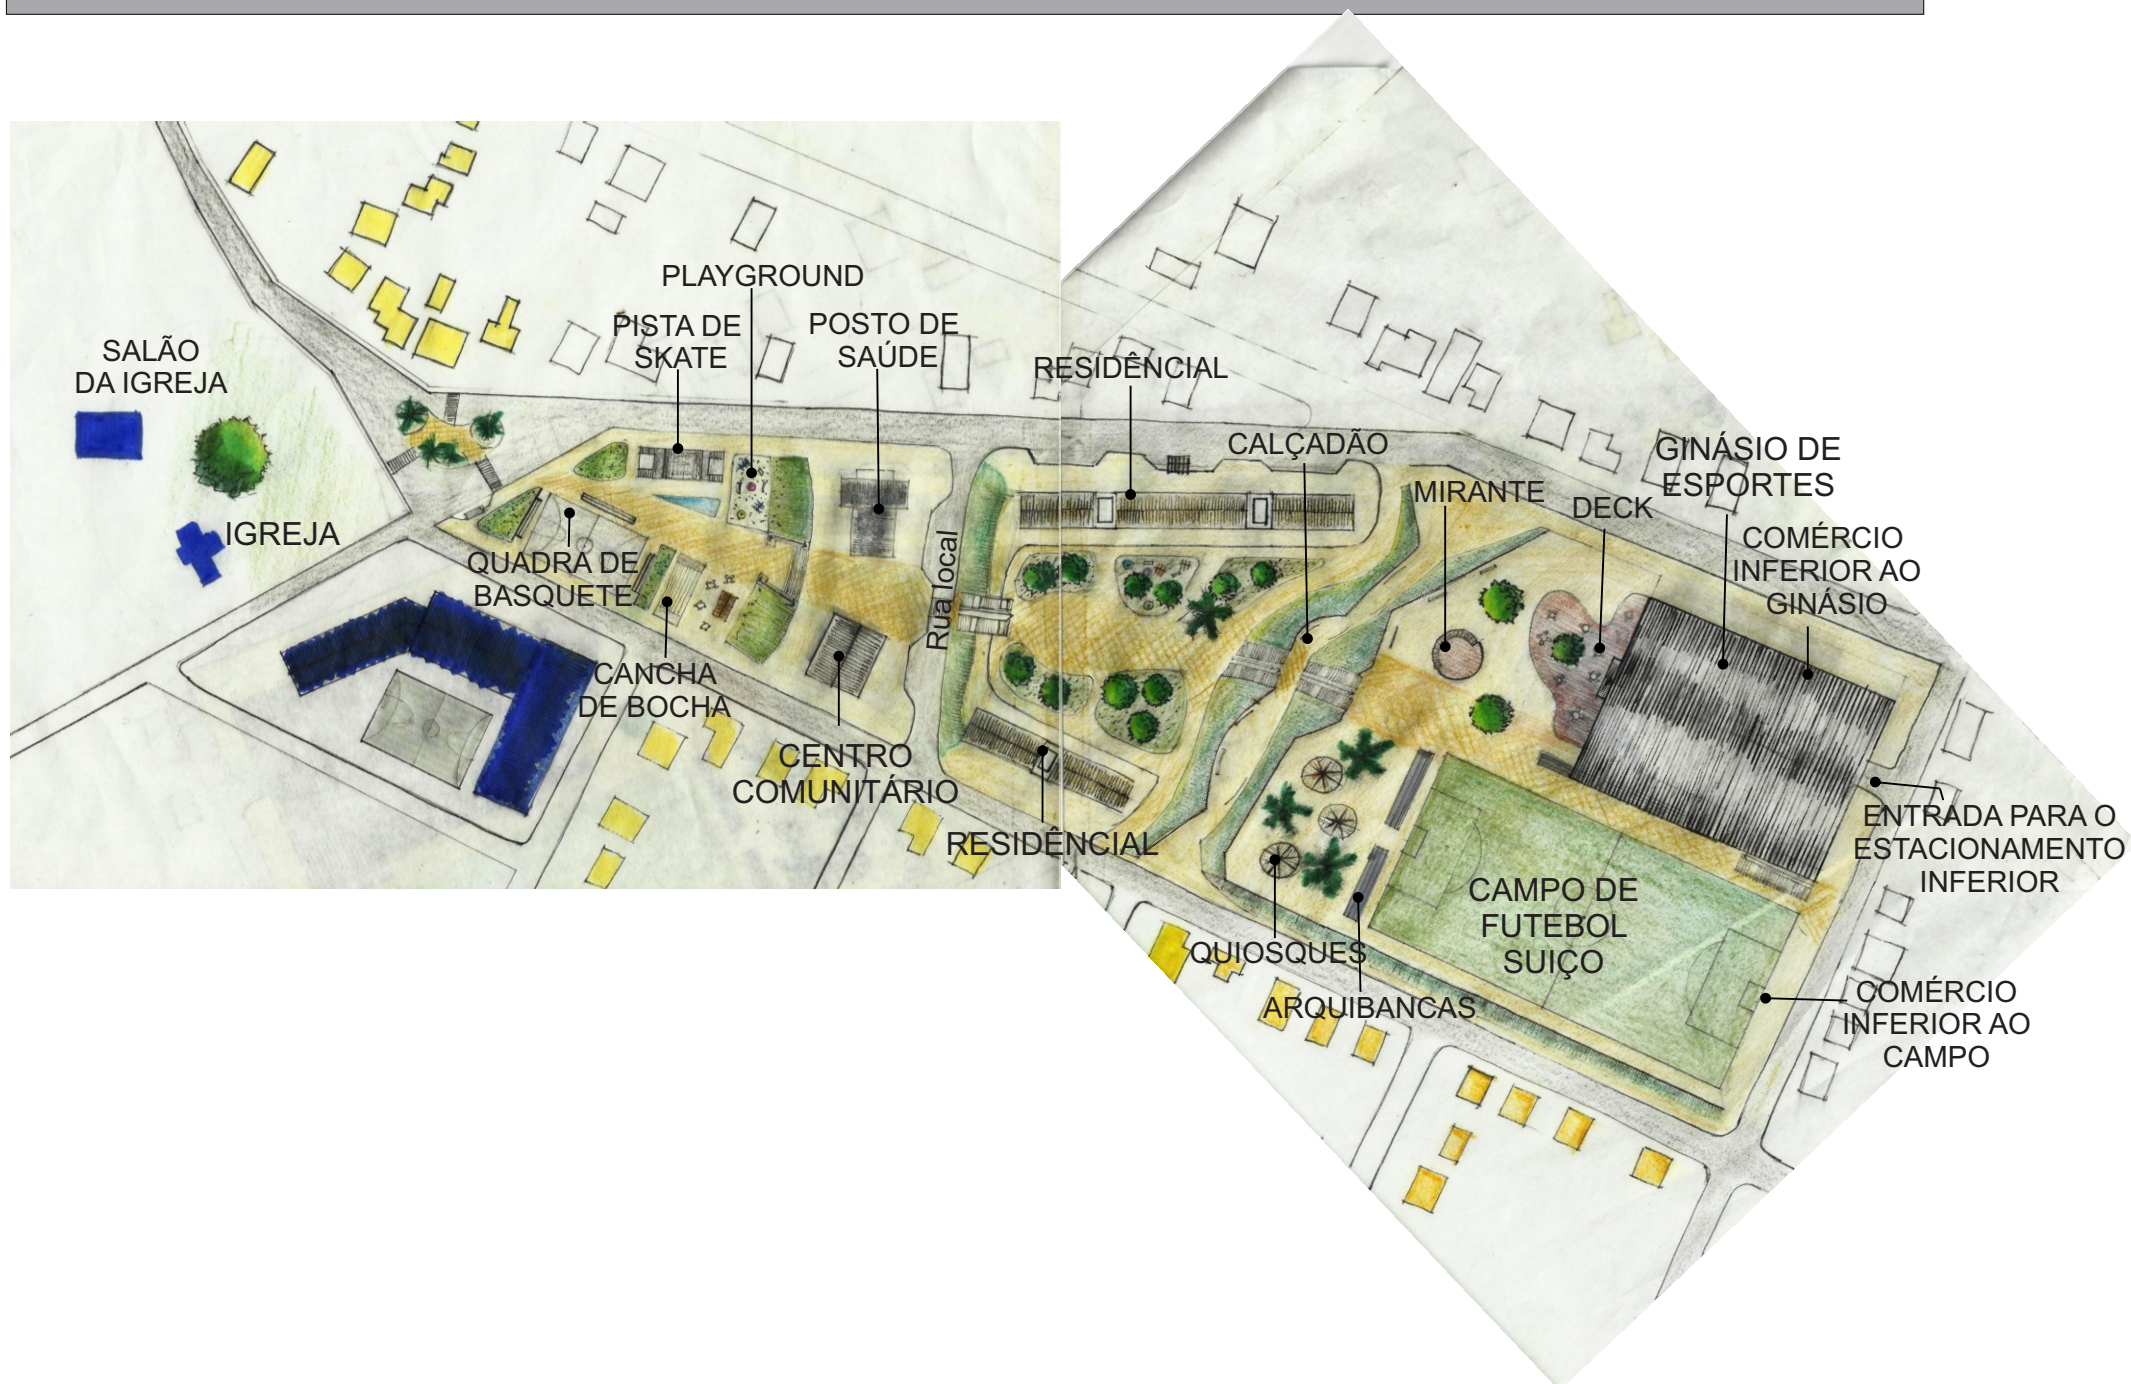 PLAYGROUND
PISTA DE
SKATE
POSTO DE
SAÚDE
SALÃO
DA IGREJA
IGREJA
RESIDÊNCIAL
CALÇADÃO
MIRANTE
DECK
GINÁSIO DE
ESPORTES
COMÉRCIO
INFERIOR AO
GINÁSIO
QUADRA DE
BASQUETE
Rua local
CANCHA
DE BOCHA
CENTRO
COMUNITÁRIO
RESIDÊNCIAL
ENTRADA PARA O
ESTACIONAMENTO
INFERIOR
CAMPO DE
FUTEBOL
SUIÇO
QUIOSQUES
ARQUIBANCAS
COMÉRCIO
INFERIOR AO
CAMPO